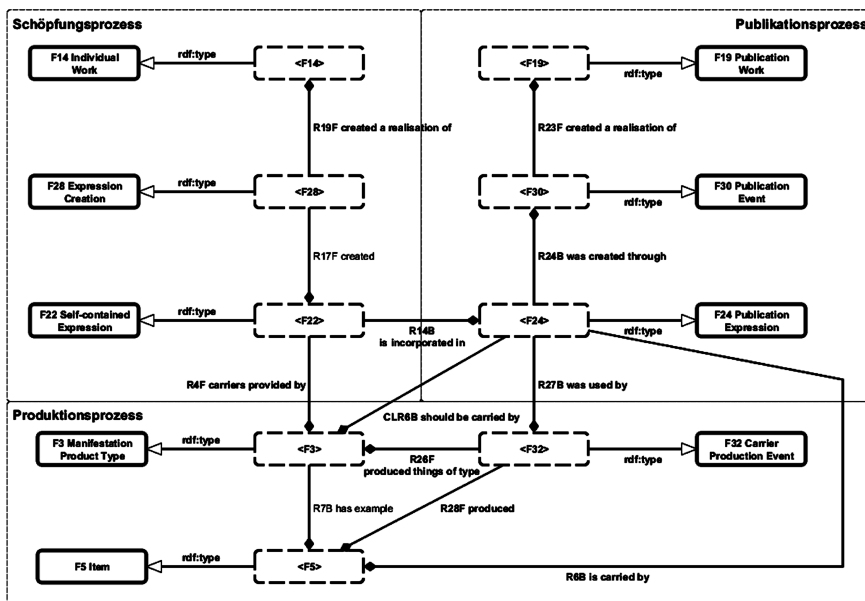 Schöpfungsprozess
Publikationsprozess
F14 Individual
Work
rdf:type
<F14>
<F19>
rdf:type
F19 Publication
Work
R19F created a realisation of
R23F created a realisation of
F28 Expression
Creation
rdf:type
<F28>
<F30>
rdf:type
F30 Publication
Event
R17F created
R24B was created through
F22 Self-contained
Expression
rdf:type
<F22>
R14B
is incorporated in
<F24>
rdf:type
F24 Publication
Expression
R4F carriers provided by
R27B was used by
Produktionsprozess
CLR6B should be carried by
F3 Manifestation
Product Type
rdf:type
<F3>
R26F
produced things of type
<F32>
rdf:type
F32 Carrier
Production Event
R7B has example
R28F produced
F5 Item
rdf:type
<F5>
R6B is carried by